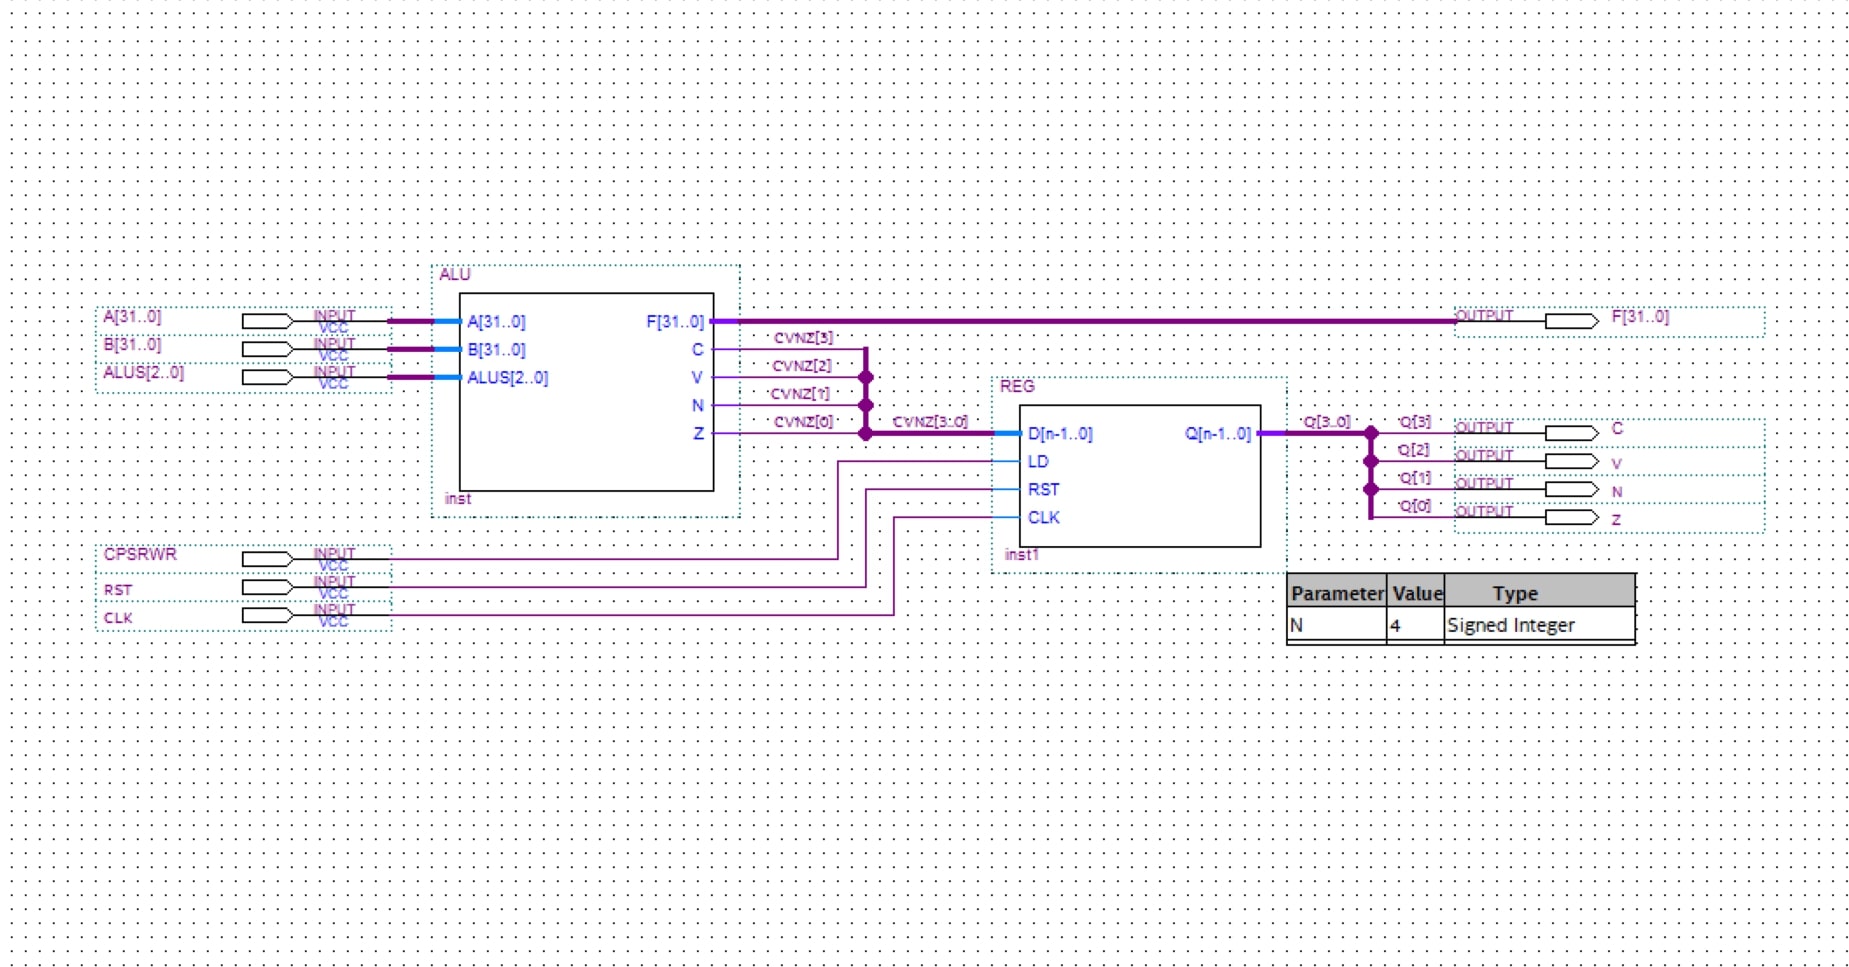 ALU
A[31..0] INPUT VCC A[31..0] F[31..0] OUTPUT F[31..0]
B[31..0] INPUT VCC B[31..0] C CVNZ[3]
ALUS[2..0] INPUT VCC ALUS[2..0] V CVNZ[2]
N CVNZ[1]
Z CVNZ[0] CVNZ[3..0]
inst
REG
D[n-1..0] Q[n-1..0] Q[3..0] Q[3] OUTPUT C
LD Q[2] OUTPUT V
RST Q[1] OUTPUT N
CLK Q[0] OUTPUT Z
inst1
CPSRWR INPUT VCC
RST INPUT VCC
CLK INPUT VCC
Parameter Value Type
N 4 Signed Integer